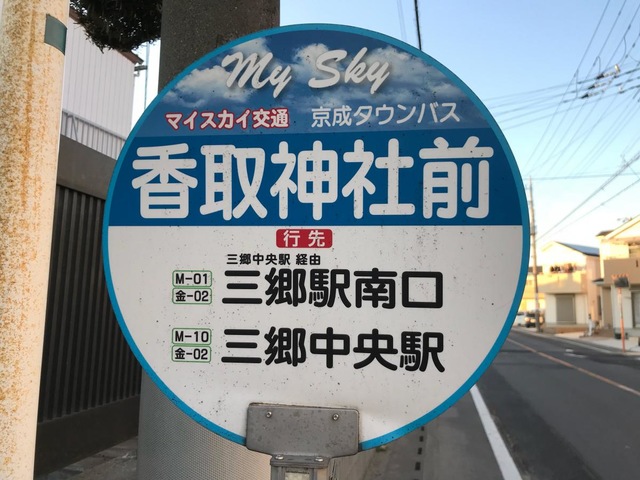 My Sky
マイスカイ交通 京成タウンバス
香取神社前
行先
三郷中央駅 経由
M-01
金-02
三郷駅南口
M-10
金-02
三郷中央駅